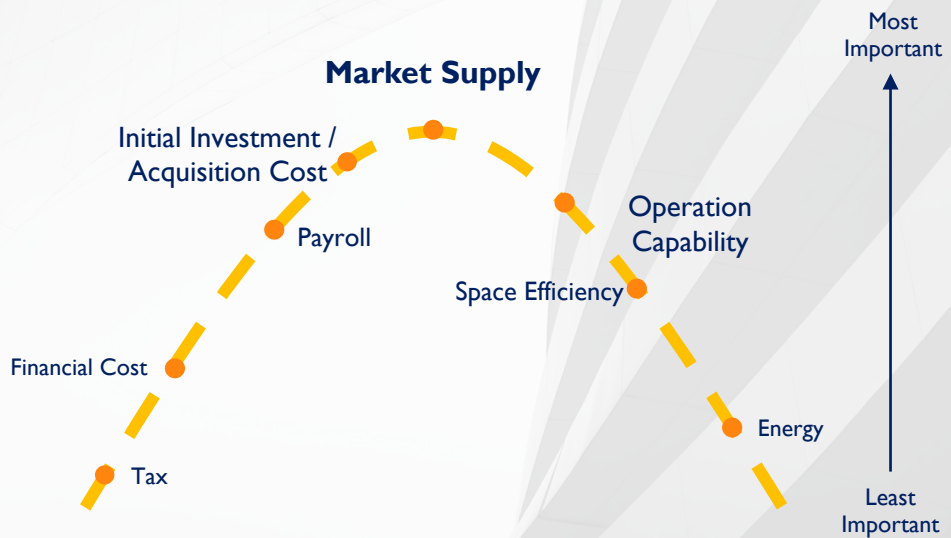 Most
Important
Market Supply
Initial Investment /
Acquisition Cost
Payroll
Operation
Capability
Space Efficiency
Financial Cost
Energy
Tax
Least
Important